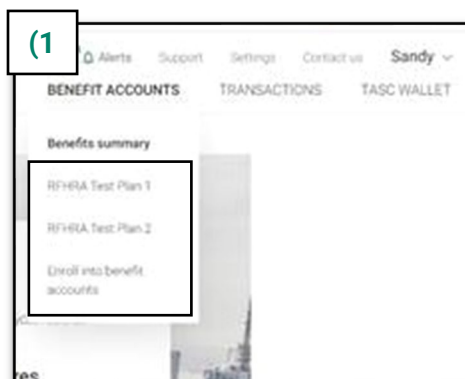 (1
Alerts Support Settings Contact us Sandy
BENEFIT ACCOUNTS TRANSACTIONS TASC WALLET
Benefits summary
RFHRA Test Plan 1
RFHRA Test Plan 2
Enroll into benefit
accounts
res